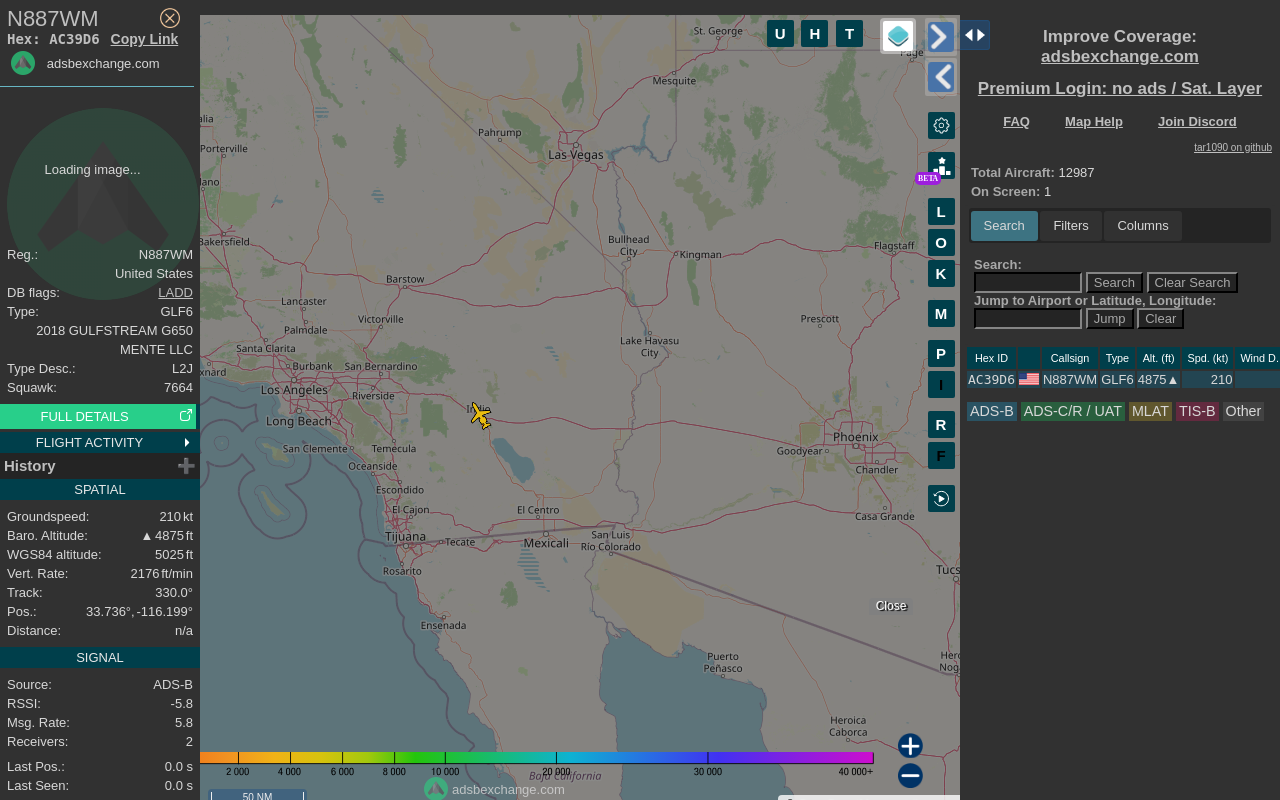 N887WM
Hex: AC39D6 Copy Link
adsbexchange.com
Loading image...
Reg.: N887WM
United States
DB flags: LADD
Type: GLF6
2018 GULFSTREAM G650
MENTE LLC
Type Desc.: L2J
Squawk: 7664
FULL DETAILS
FLIGHT ACTIVITY
History
SPATIAL
Groundspeed: 210 kt
Baro. Altitude: ▲ 4875 ft
WGS84 altitude: 5025 ft
Vert. Rate: 2176 ft/min
Track: 330.0°
Pos.: 33.736°, -116.199°
Distance: n/a
SIGNAL
Source: ADS-B
RSSI: -5.8
Msg. Rate: 5.8
Receivers: 2
Last Pos.: 0.0 s
Last Seen: 0.0 s
St. George
Page
Mesquite
Pahrump
Las Vegas
Porterville
Bakersfield
Bullhead
City
Kingman
Flagstaff
Barstow
Lancaster
Palmdale
Victorville
Prescott
Lake Havasu
City
Santa Clarita
Burbank
San Bernardino
Los Angeles
Riverside
Long Beach
Phoenix
Goodyear
Chandler
San Clemente
Temecula
Oceanside
Escondido
El Cajon
El Centro
Casa Grande
Tijuana
Tecate
Mexicali
San Luis
Río Colorado
Rosarito
Ensenada
Puerto
Peñasco
Heroica
Caborca
Baja California
Close
U H T
BETA
L
O
K
M
P
I
R
F
2 000 4 000 6 000 8 000 10 000 20 000 30 000 40 000+
adsbexchange.com
50 NM
Improve Coverage:
adsbexchange.com
Premium Login: no ads / Sat. Layer
FAQ Map Help Join Discord
tar1090 on github
Total Aircraft: 12987
On Screen: 1
Search Filters Columns
Search:
Search Clear Search
Jump to Airport or Latitude, Longitude:
Jump Clear
Hex ID Callsign Type Alt. (ft) Spd. (kt) Wind D.
AC39D6 N887WM GLF6 4875▲ 210
ADS-B ADS-C/R / UAT MLAT TIS-B Other